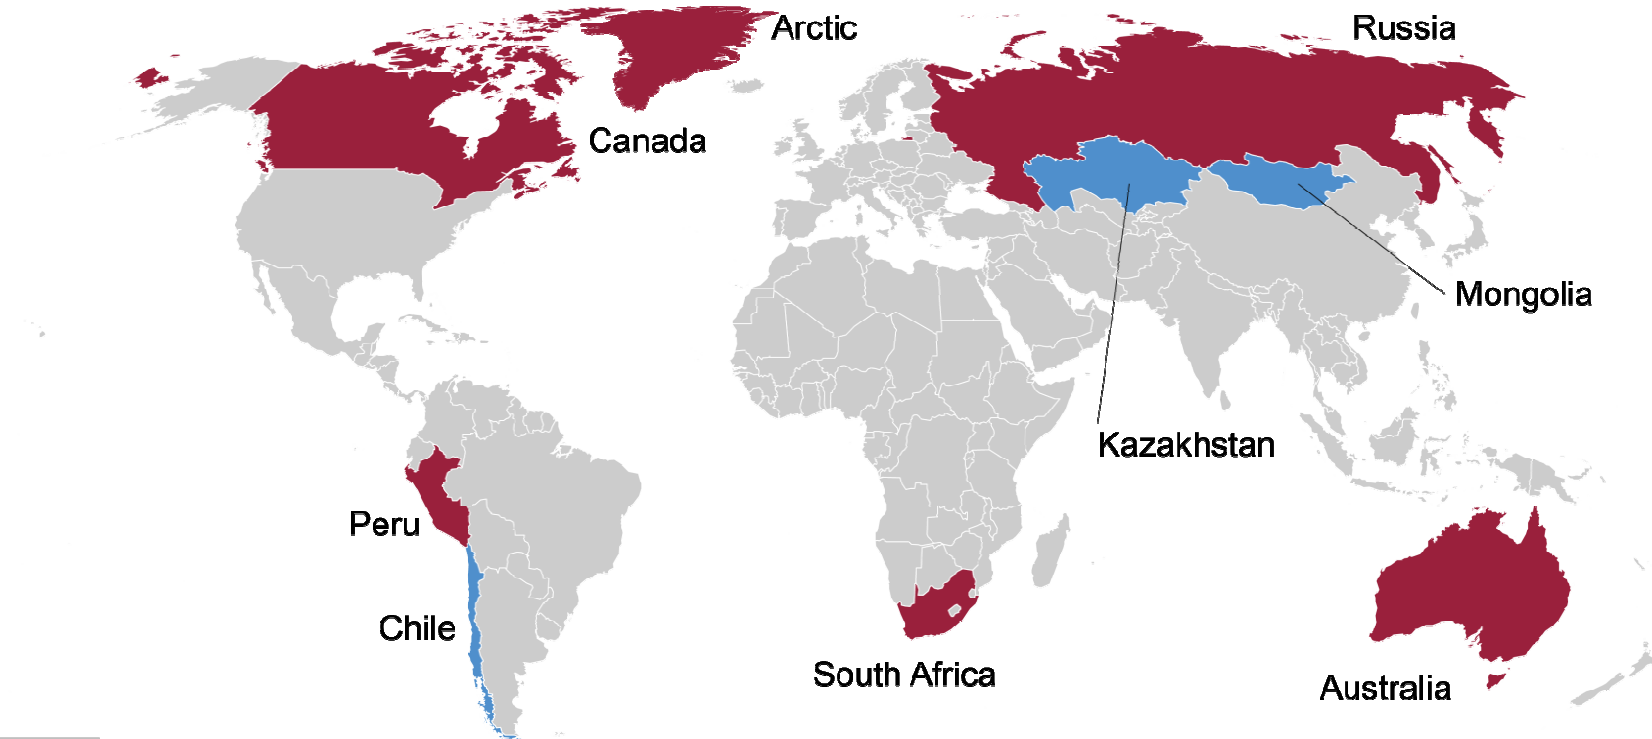 Arctic
Russia
Canada
Mongolia
Kazakhstan
Peru
Chile
South Africa
Australia